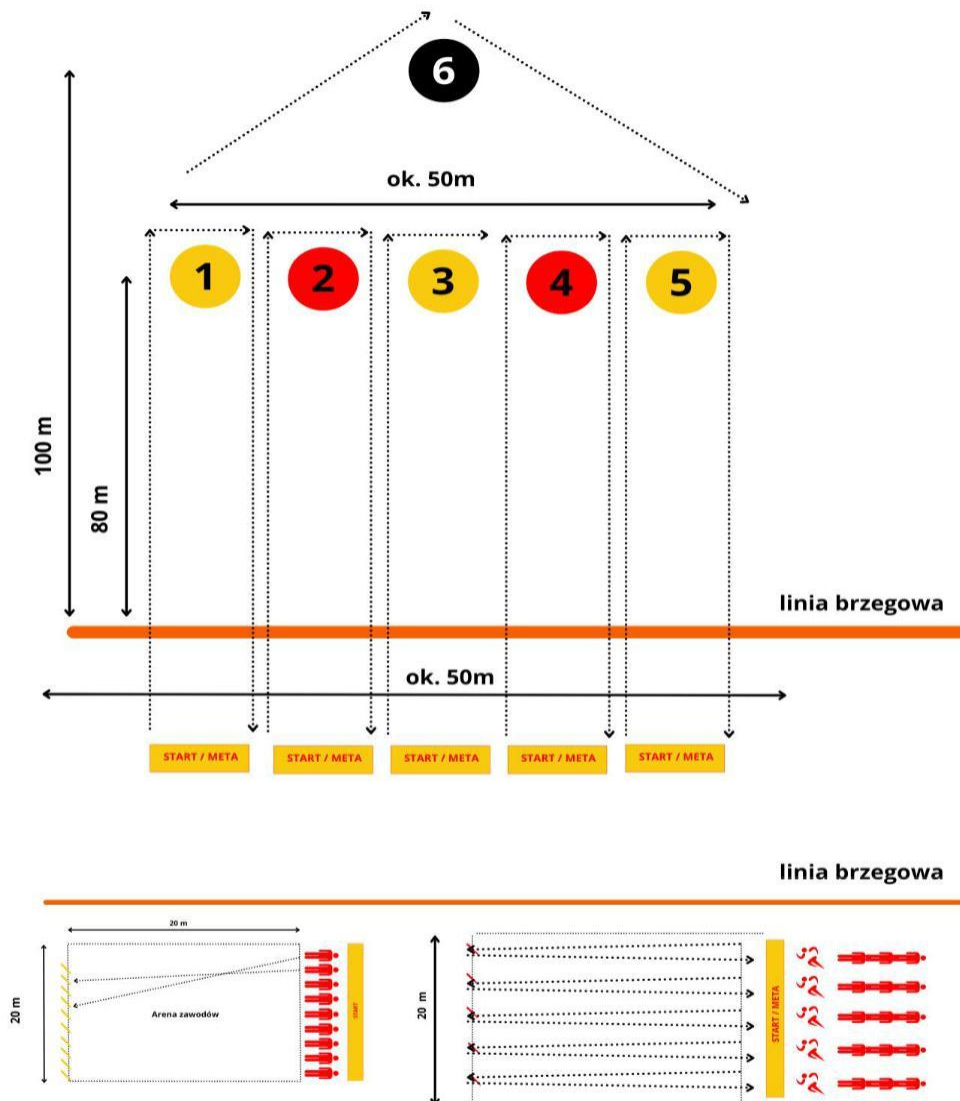 6
ok. 50m
1
2
3
4
5
100 m
80 m
linia brzegowa
ok. 50m
START / META
START / META
START / META
START / META
START / META
linia brzegowa
20 m
20 m
Arena zawodów
START
20 m
START / META